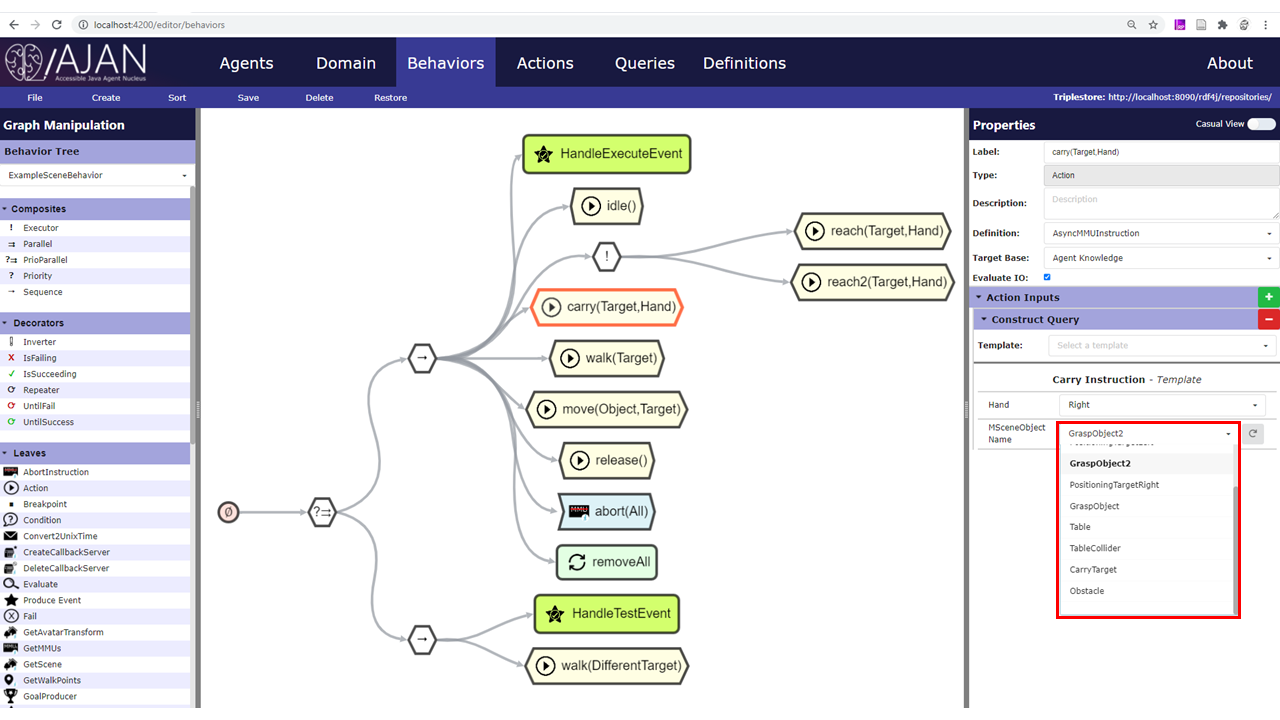 localhost:4200/editor/behaviors
AJAN
Accessible Java Agent Nucleus
Agents Domain Behaviors Actions Queries Definitions About
File Create Sort Save Delete Restore Triplestore: http://localhost:8090/rdf4j/repositories/
Graph Manipulation
Behavior Tree
ExampleSceneBehavior
Composites
! Executor
Parallel
PrioParallel
? Priority
→ Sequence
Decorators
Inverter
X IsFailing
✓ IsSucceeding
Repeater
UntilFail
UntilSuccess
Leaves
AbortInstruction
Action
Breakpoint
Condition
Convert2UnixTime
CreateCallbackServer
DeleteCallbackServer
Evaluate
Produce Event
Fail
GetAvatarTransform
GetMMUs
GetScene
GetWalkPoints
GoalProducer
HandleExecuteEvent
idle()
!
reach(Target,Hand)
reach2(Target,Hand)
carry(Target,Hand)
→
walk(Target)
move(Object,Target)
release()
MMU abort(All)
removeAll
Ø
?⇉
HandleTestEvent
→
walk(DifferentTarget)
Properties Casual View
Label: carry(Target,Hand)
Type: Action
Description: Description
Definition: AsyncMMUInstruction
Target Base: Agent Knowledge
Evaluate IO:
Action Inputs +
Construct Query −
Template: Select a template
Carry Instruction - Template
Hand Right
MSceneObject
Name GraspObject2
GraspObject2
PositioningTargetRight
GraspObject
Table
TableCollider
CarryTarget
Obstacle